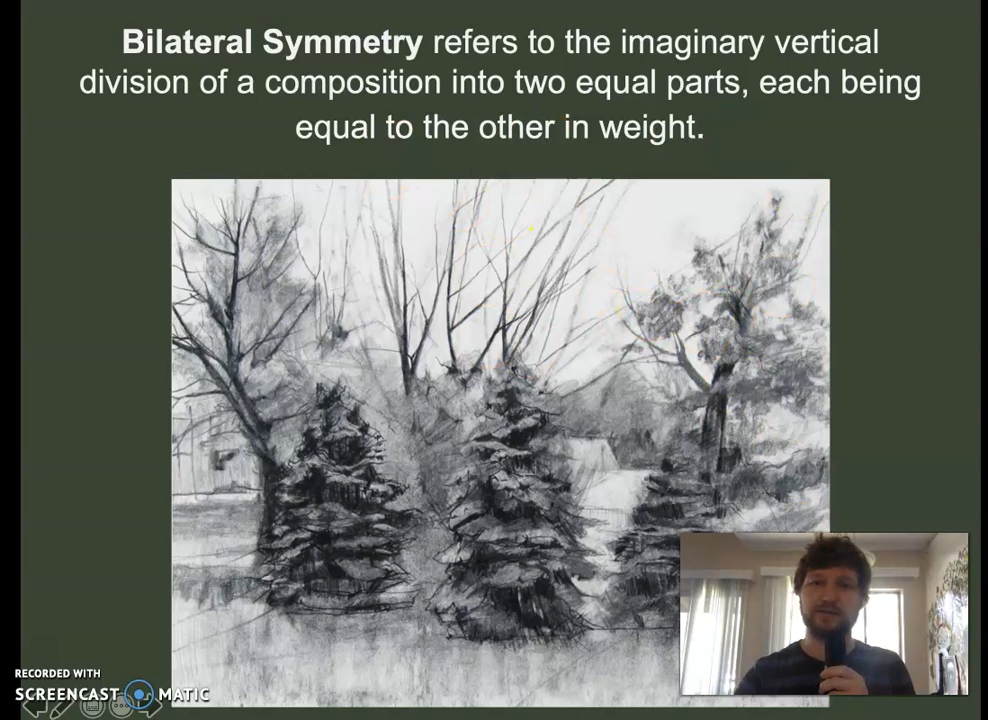 Bilateral Symmetry refers to the imaginary vertical
division of a composition into two equal parts, each being
equal to the other in weight.
RECORDED WITH
SCREENCAST MATIC